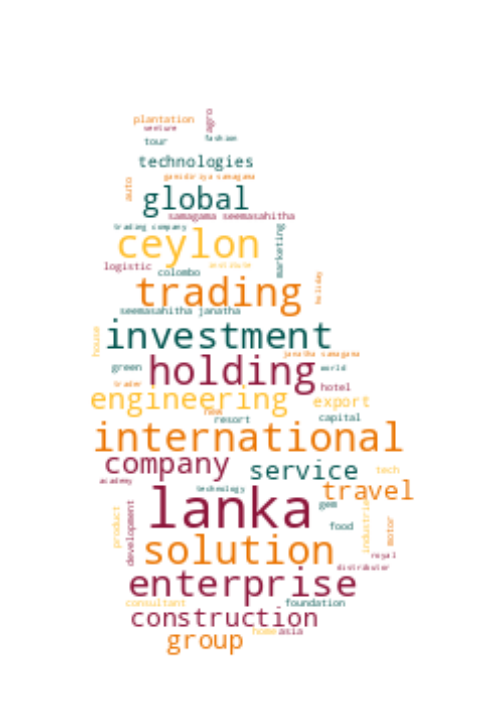 plantation
agro
venture
tour
fashion
technologies
gamidiriya samagama
auto
global
samagama seemasahitha
trading company
ceylon
marketing
logistic
institute
colombo
trading
holiday
seemasahitha janatha
investment
house
janatha samagama
green
holding
world
trader
hotel
engineering
export
new
resort
capital
international
company
service
tech
academy
technology
travel
lanka
gem
product
development
food
industries
motor
solution
royal
distributor
enterprise
consultant
foundation
construction
home
asia
group